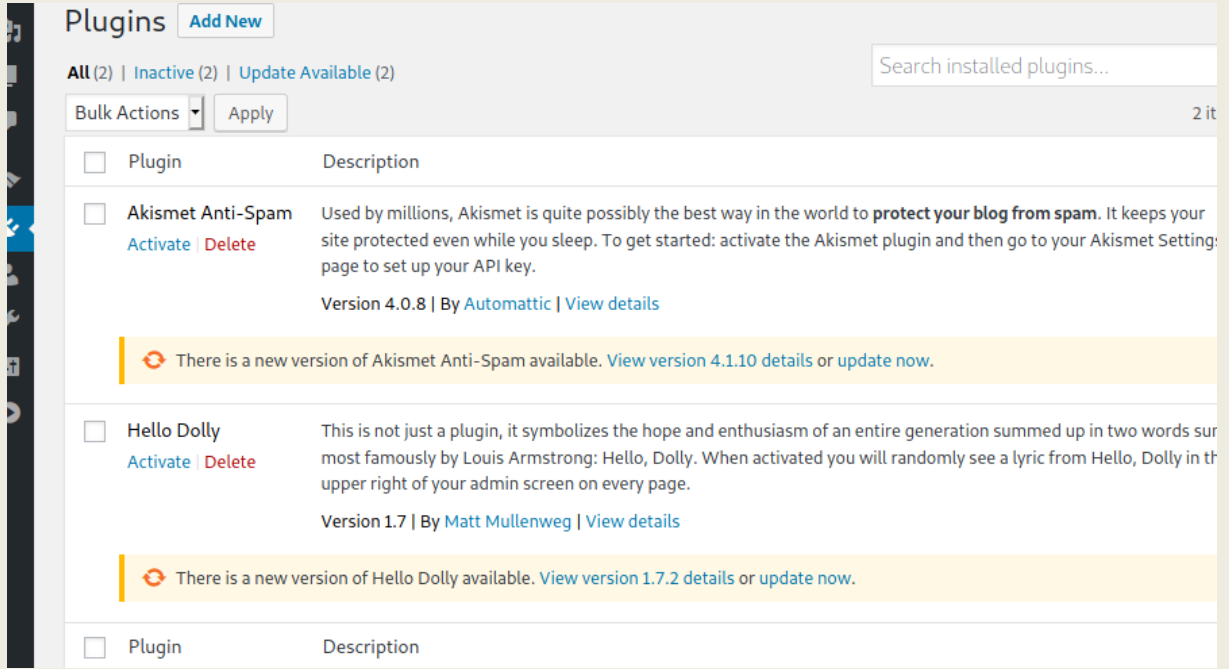 Plugins Add New
All (2) | Inactive (2) | Update Available (2)
Search installed plugins...
Bulk Actions Apply
2
Plugin Description
Akismet Anti-Spam
Activate | Delete
Used by millions, Akismet is quite possibly the best way in the world to protect your blog from spam. It keeps your
site protected even while you sleep. To get started: activate the Akismet plugin and then go to your Akismet Settings
page to set up your API key.
Version 4.0.8 | By Automattic | View details
There is a new version of Akismet Anti-Spam available. View version 4.1.10 details or update now.
Hello Dolly
Activate | Delete
This is not just a plugin, it symbolizes the hope and enthusiasm of an entire generation summed up in two words
most famously by Louis Armstrong: Hello, Dolly. When activated you will randomly see a lyric from Hello, Dolly in
upper right of your admin screen on every page.
Version 1.7 | By Matt Mullenweg | View details
There is a new version of Hello Dolly available. View version 1.7.2 details or update now.
Plugin Description